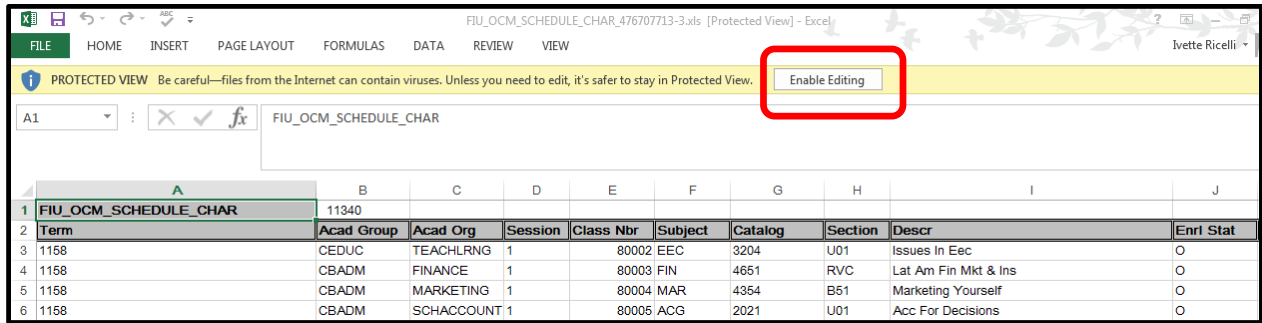 ABC
FIU_OCM_SCHEDULE_CHAR_476707713-3.xls [Protected View] - Excel
?
FILE HOME INSERT PAGE LAYOUT FORMULAS DATA REVIEW VIEW Ivette Ricelli
PROTECTED VIEW Be careful—files from the Internet can contain viruses. Unless you need to edit, it's safer to stay in Protected View. Enable Editing
A1 fx FIU_OCM_SCHEDULE_CHAR
A B C D E F G H I J
1 FIU_OCM_SCHEDULE_CHAR 11340
2 Term Acad Group Acad Org Session Class Nbr Subject Catalog Section Descr Enrl Stat
3 1158 CEDUC TEACHLRNG 1 80002 EEC 3204 U01 Issues In Eec O
4 1158 CBADM FINANCE 1 80003 FIN 4651 RVC Lat Am Fin Mkt & Ins O
5 1158 CBADM MARKETING 1 80004 MAR 4354 B51 Marketing Yourself O
6 1158 CBADM SCHACCOUNT 1 80005 ACG 2021 U01 Acc For Decisions O